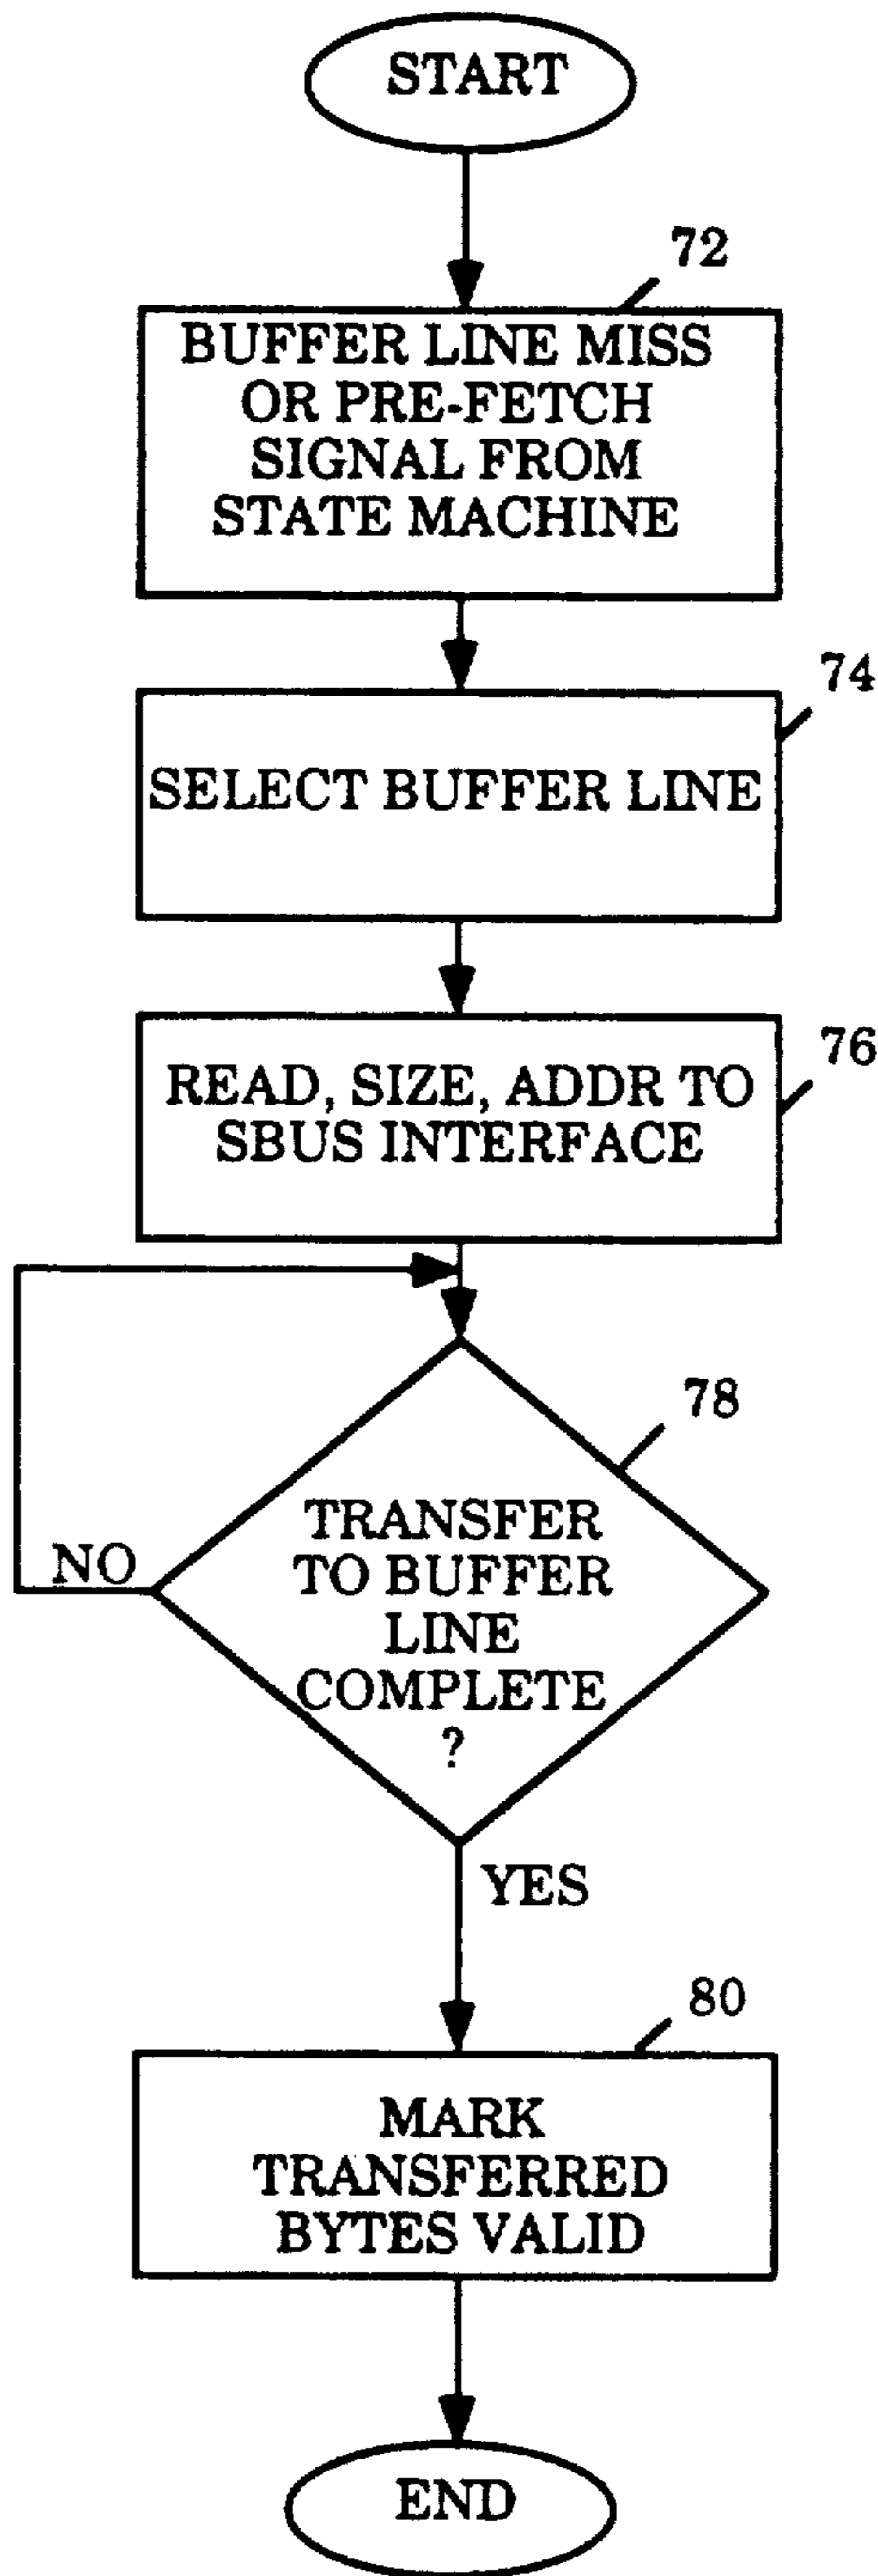 START
72
BUFFER LINE MISS
OR PRE-FETCH
SIGNAL FROM
STATE MACHINE
74
SELECT BUFFER LINE
76
READ, SIZE, ADDR TO
SBUS INTERFACE
78
TRANSFER
TO BUFFER
LINE
COMPLETE
?
NO
YES
80
MARK
TRANSFERRED
BYTES VALID
END